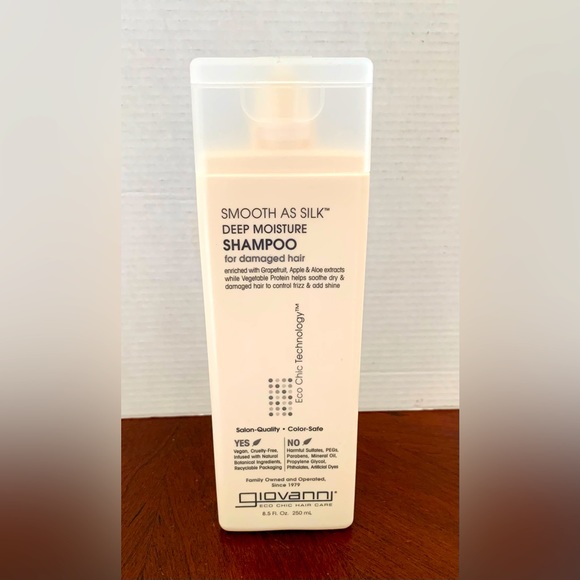 SMOOTH AS SILK™
DEEP MOISTURE
SHAMPOO
for damaged hair
enriched with Grapefruit, Apple & Aloe extracts
while Vegetable Protein helps soothe dry &
damaged hair to control frizz & add shine
Eco Chic Technology™
Salon-Quality • Color-Safe
YES
Vegan, Cruelty-Free,
Infused with Natural
Botanical Ingredients,
Recyclable Packaging
NO
Harmful Sulfates, PEGs,
Parabens, Mineral Oil,
Propylene Glycol,
Phthalates, Artificial Dyes
Family Owned and Operated,
Since 1979
giovanni®
ECO CHIC HAIR CARE
8.5 Fl. Oz. 250 mL